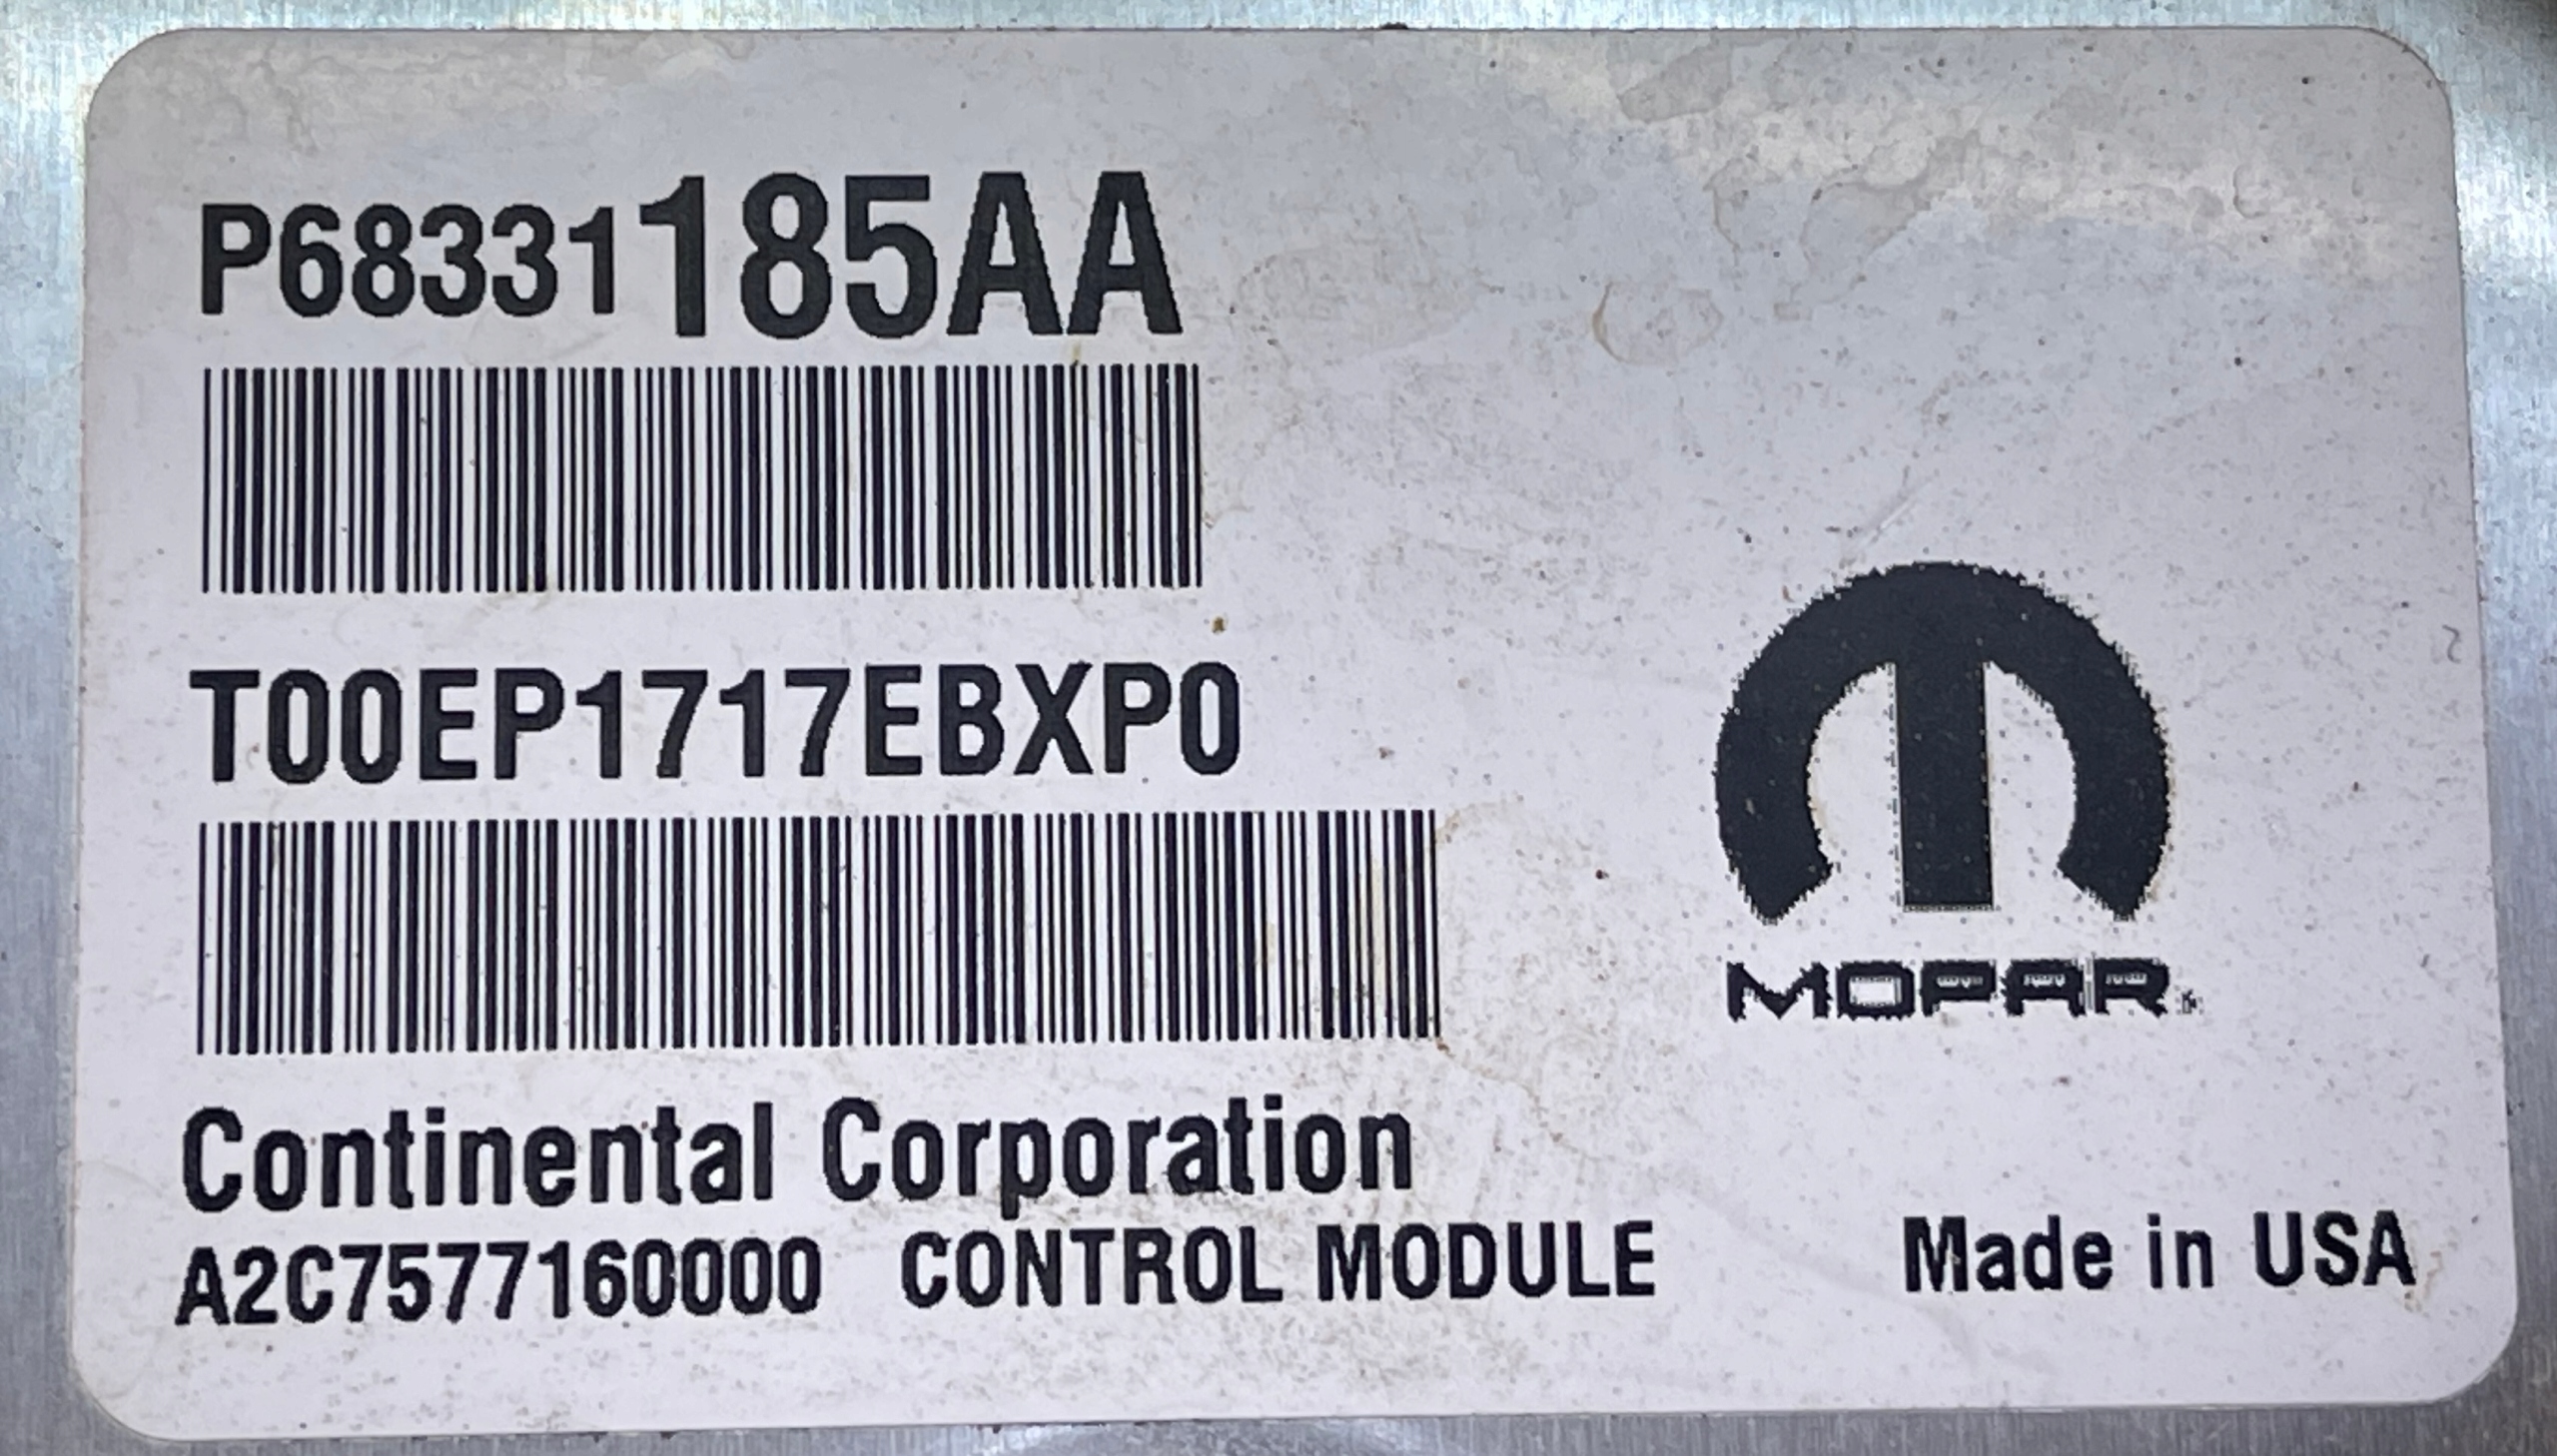 P68331185AA
T00EP1717EBXP0
MOPAR
Continental Corporation
A2C7577160000 CONTROL MODULE Made in USA